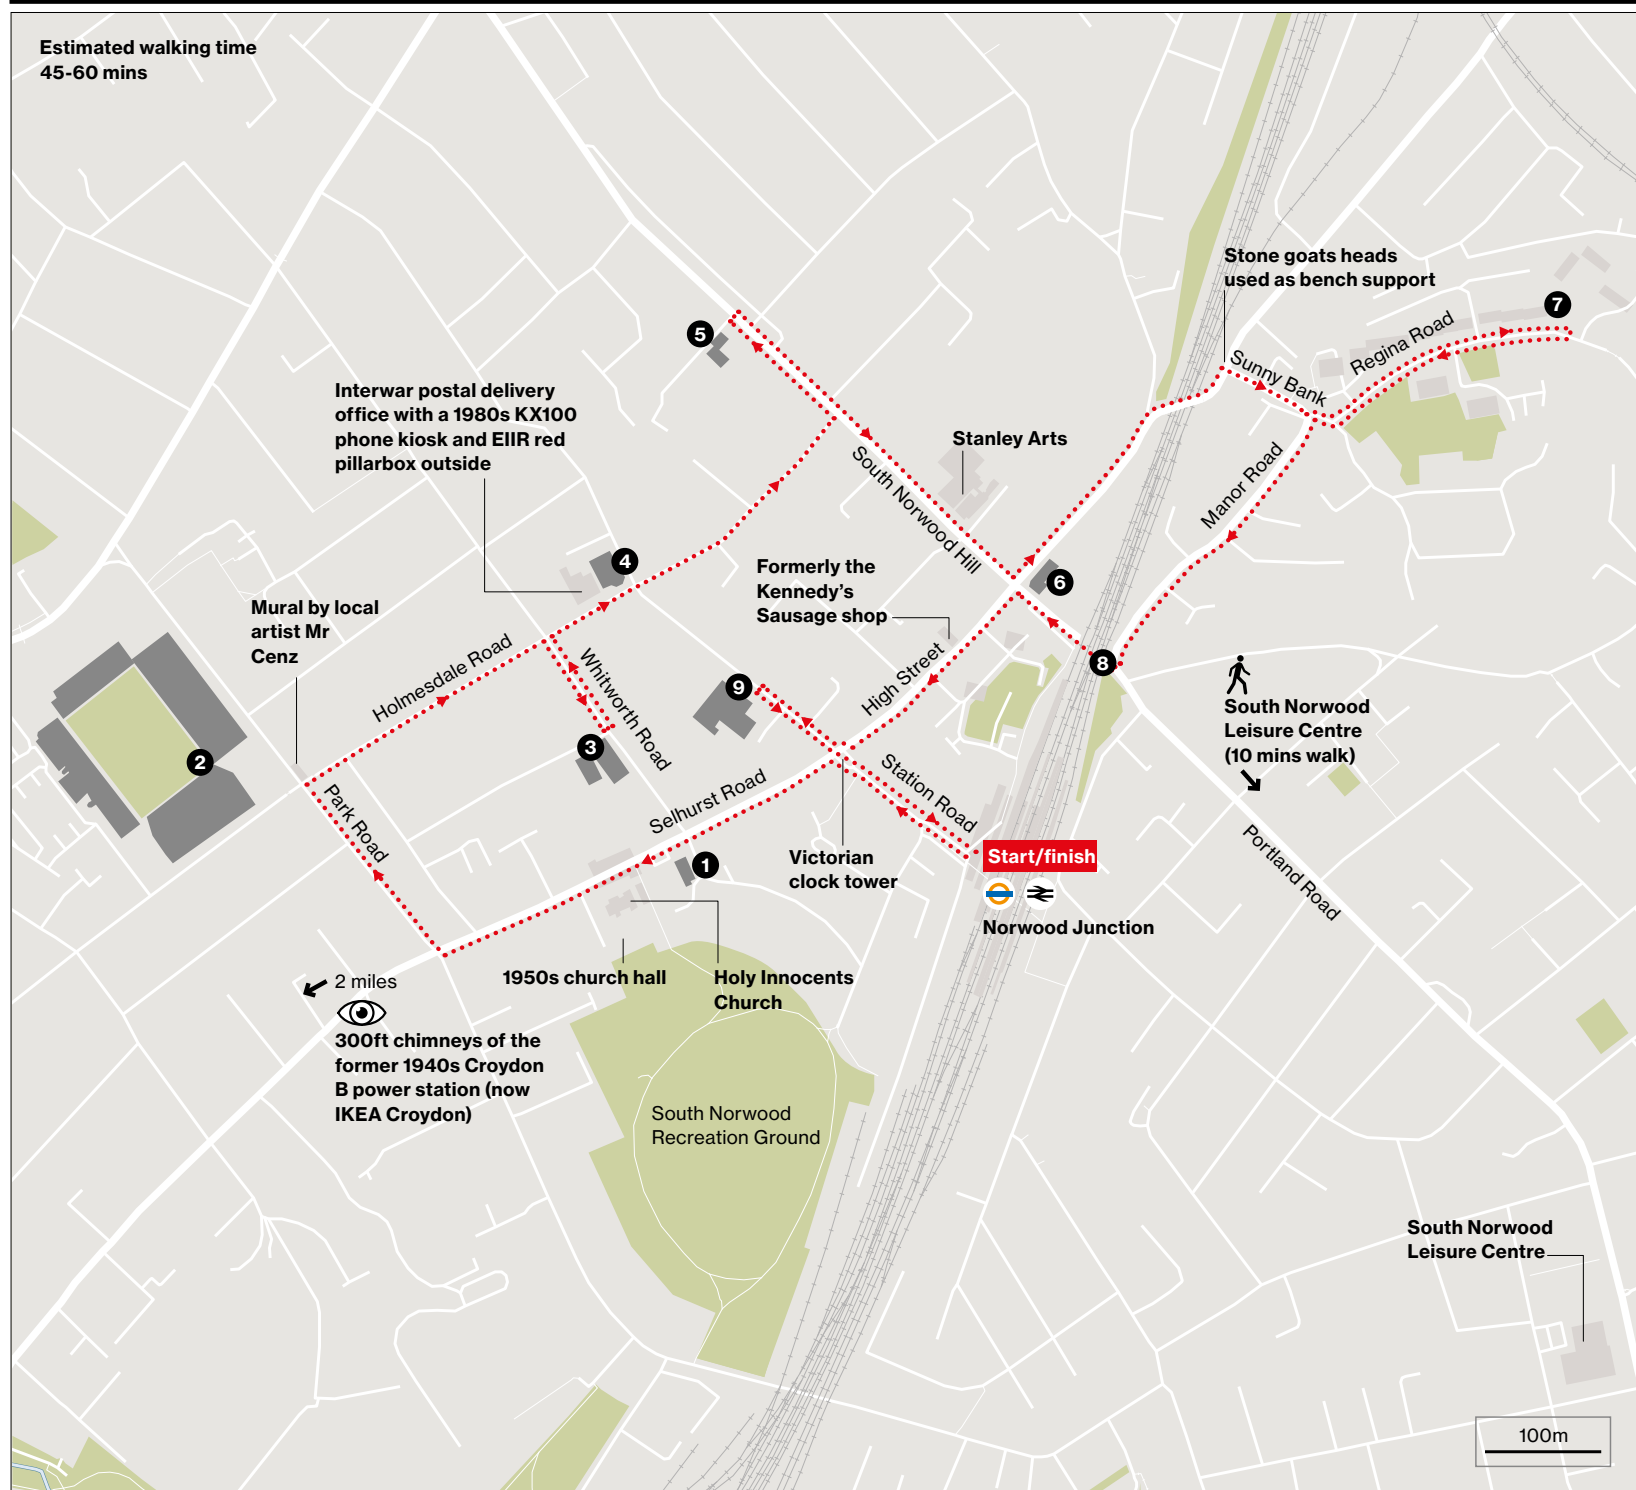 Estimated walking time
45-60 mins
Stone goats heads
used as bench support
7
5
Regina Road
Sunny Bank
Interwar postal delivery
office with a 1980s KX100
phone kiosk and EIIR red
pillarbox outside
Stanley Arts
South Norwood Hill
Manor Road
4
Formerly the
Kennedy's
Sausage shop
6
Mural by local
artist Mr
Cenz
Holmesdale Road
Whitworth Road
High Street
8
9
South Norwood
Leisure Centre
(10 mins walk)
3
2
Station Road
Selhurst Road
Park Road
Portland Road
Victorian
clock tower
1
Start/finish
Norwood Junction
1950s church hall
Holy Innocents
Church
2 miles
300ft chimneys of the
former 1940s Croydon
B power station (now
IKEA Croydon)
South Norwood
Recreation Ground
South Norwood
Leisure Centre
100m